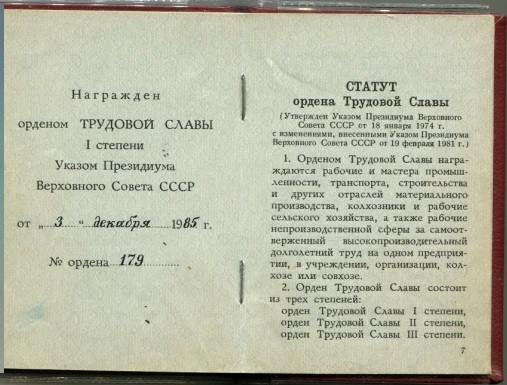 Награжден
орденом ТРУДОВОЙ СЛАВЫ
I степени
Указом Президиума
Верховного Совета СССР
от „ 3 “ декабря 1985 г.
№ ордена 179
СТАТУТ
ордена Трудовой Славы
(Утвержден Указом Президиума Верховного
Совета СССР от 18 января 1974 г.
с изменениями, внесенными Указом Президиума
Верховного Совета СССР от 19 февраля 1981 г.)
1. Орденом Трудовой Славы награ-
ждаются рабочие и мастера промыш-
ленности, транспорта, строительства
и других отраслей материального
производства, колхозники и рабочие
сельского хозяйства, а также рабочие
непроизводственной сферы за самоот-
верженный высокопроизводительный
долголетний труд на одном предприя-
тии, в учреждении, организации, кол-
хозе или совхозе.
2. Орден Трудовой Славы состоит
из трех степеней:
орден Трудовой Славы I степени,
орден Трудовой Славы II степени,
орден Трудовой Славы III степени.
7